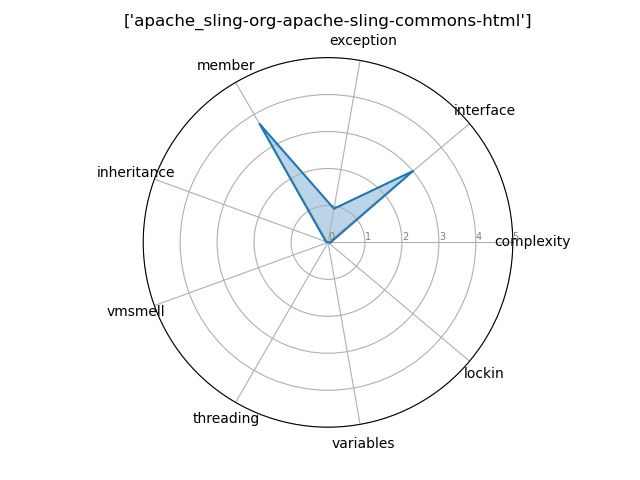 ['apache_sling-org-apache-sling-commons-html']
exception
member
interface
inheritance
0 1 2 3 4 5
complexity
vmsmell
lockin
threading
variables